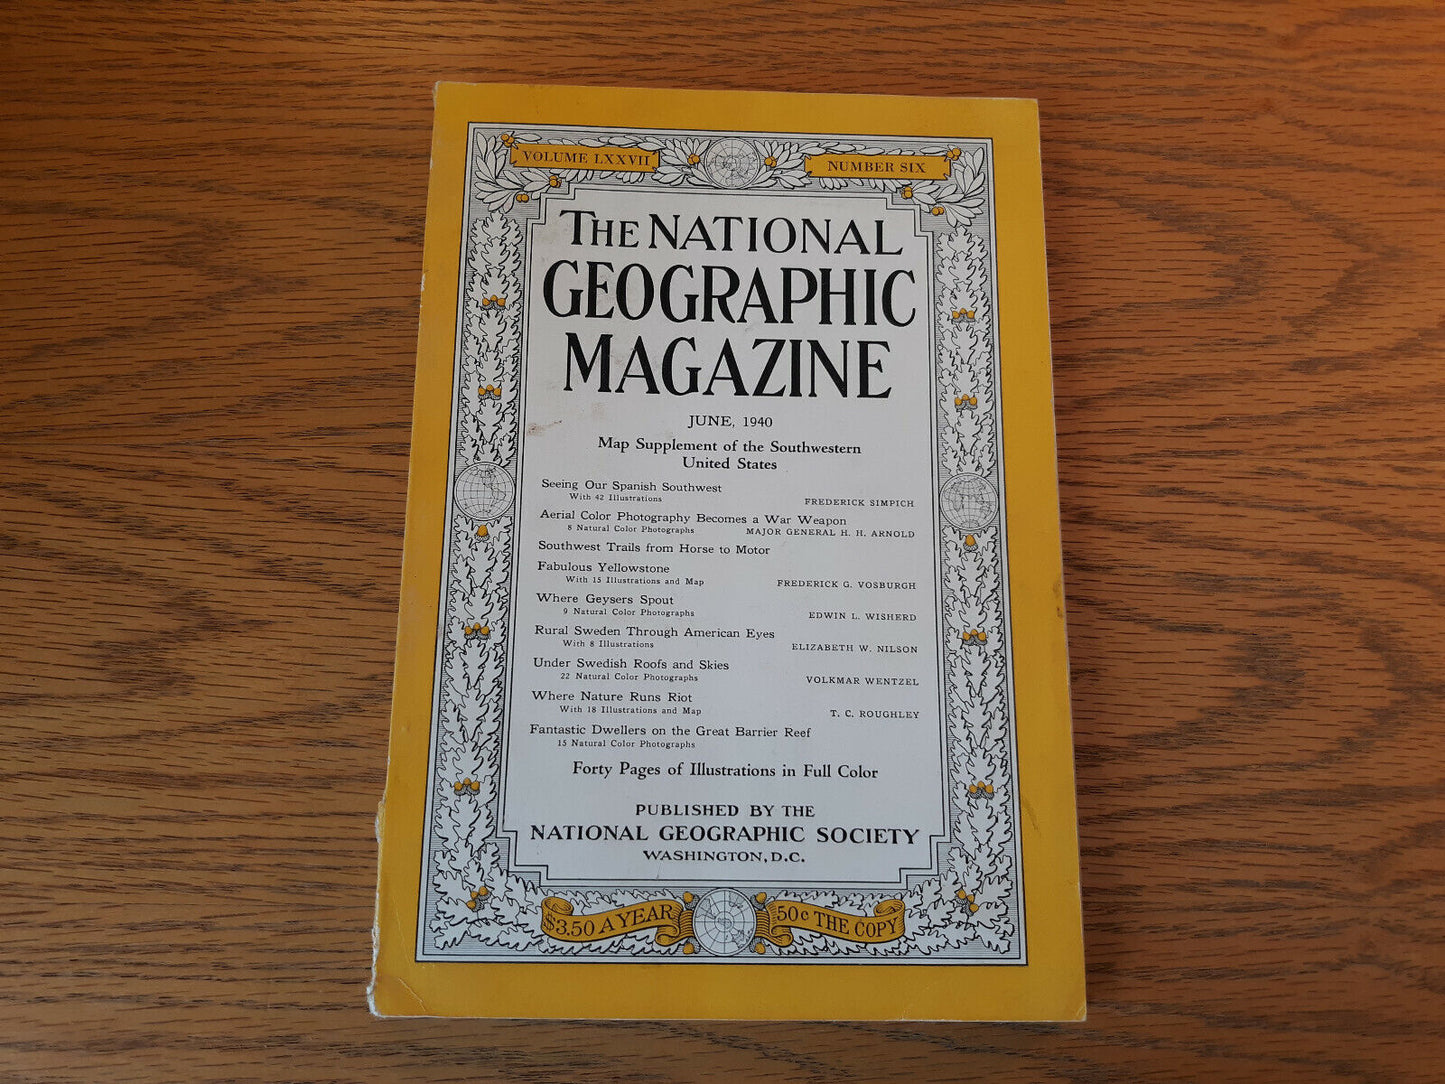 VOLUME LXXVII
NUMBER SIX
THE NATIONAL
GEOGRAPHIC
MAGAZINE
JUNE, 1940
Map Supplement of the Southwestern
United States
Seeing Our Spanish Southwest
With 42 Illustrations FREDERICK SIMPICH
Aerial Color Photography Becomes a War Weapon
8 Natural Color Photographs MAJOR GENERAL H. H. ARNOLD
Southwest Trails from Horse to Motor
Fabulous Yellowstone
With 15 Illustrations and Map FREDERICK G. VOSBURGH
Where Geysers Spout
9 Natural Color Photographs EDWIN L. WISHERD
Rural Sweden Through American Eyes
With 8 Illustrations ELIZABETH W. NILSON
Under Swedish Roofs and Skies
22 Natural Color Photographs VOLKMAR WENTZEL
Where Nature Runs Riot
With 18 Illustrations and Map T. C. ROUGHLEY
Fantastic Dwellers on the Great Barrier Reef
15 Natural Color Photographs
Forty Pages of Illustrations in Full Color
PUBLISHED BY THE
NATIONAL GEOGRAPHIC SOCIETY
WASHINGTON, D.C.
$3.50 A YEAR
50c THE COPY